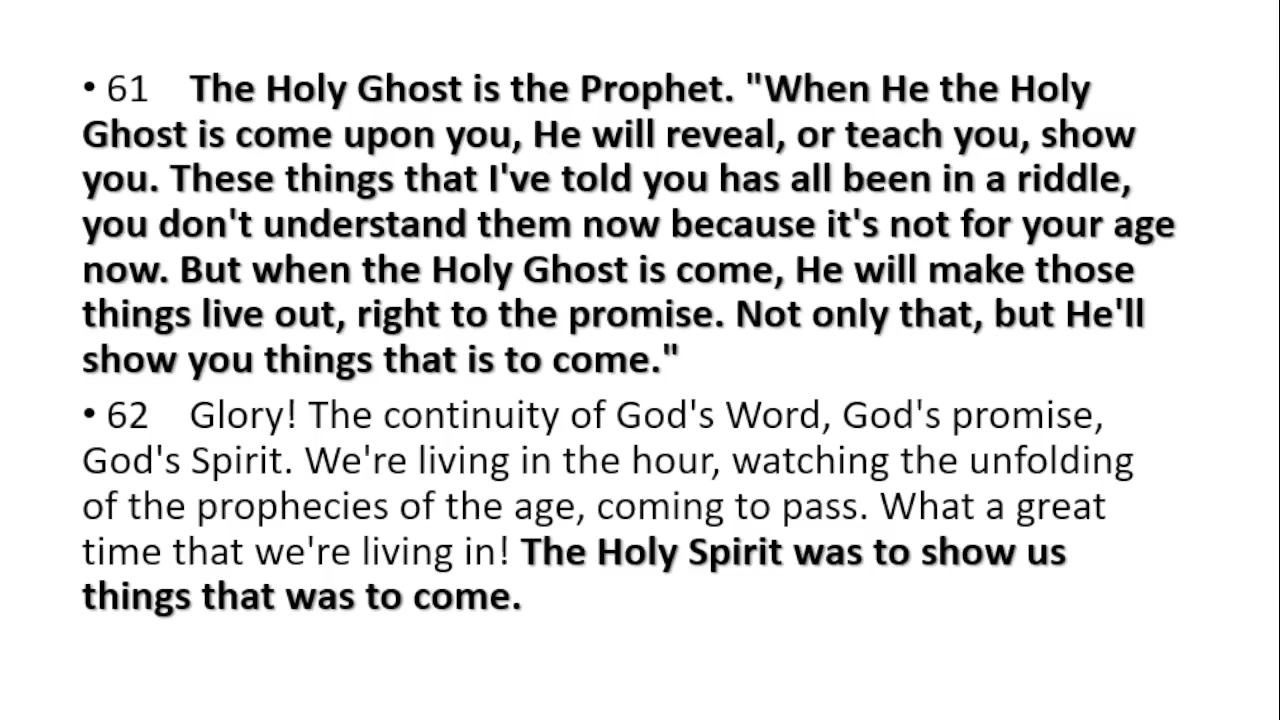 • 61 The Holy Ghost is the Prophet. "When He the Holy
Ghost is come upon you, He will reveal, or teach you, show
you. These things that I've told you has all been in a riddle,
you don't understand them now because it's not for your age
now. But when the Holy Ghost is come, He will make those
things live out, right to the promise. Not only that, but He'll
show you things that is to come."
• 62 Glory! The continuity of God's Word, God's promise,
God's Spirit. We're living in the hour, watching the unfolding
of the prophecies of the age, coming to pass. What a great
time that we're living in! The Holy Spirit was to show us
things that was to come.